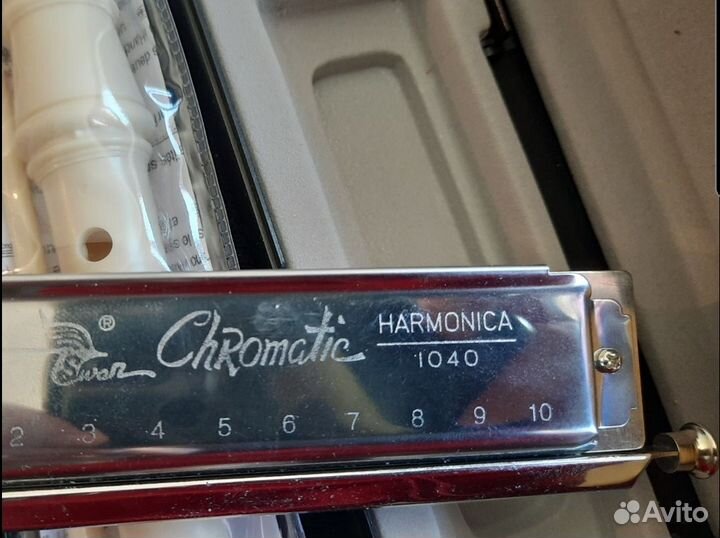 Swan ® Chromatic HARMONICA
1040
2 3 4 5 6 7 8 9 10
Avito